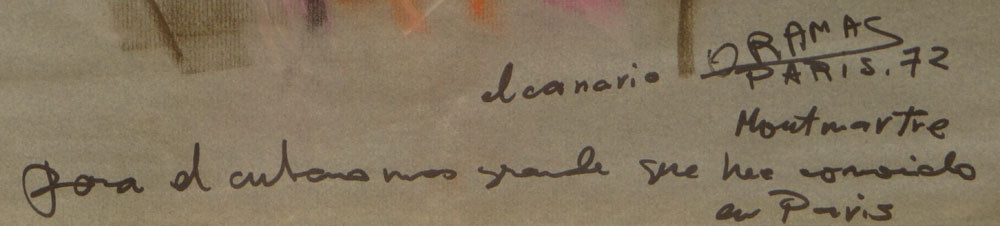 el canario ORAMAS
PARIS. 72
Montmartre
para el cubano mas grande que he conocido
en Paris